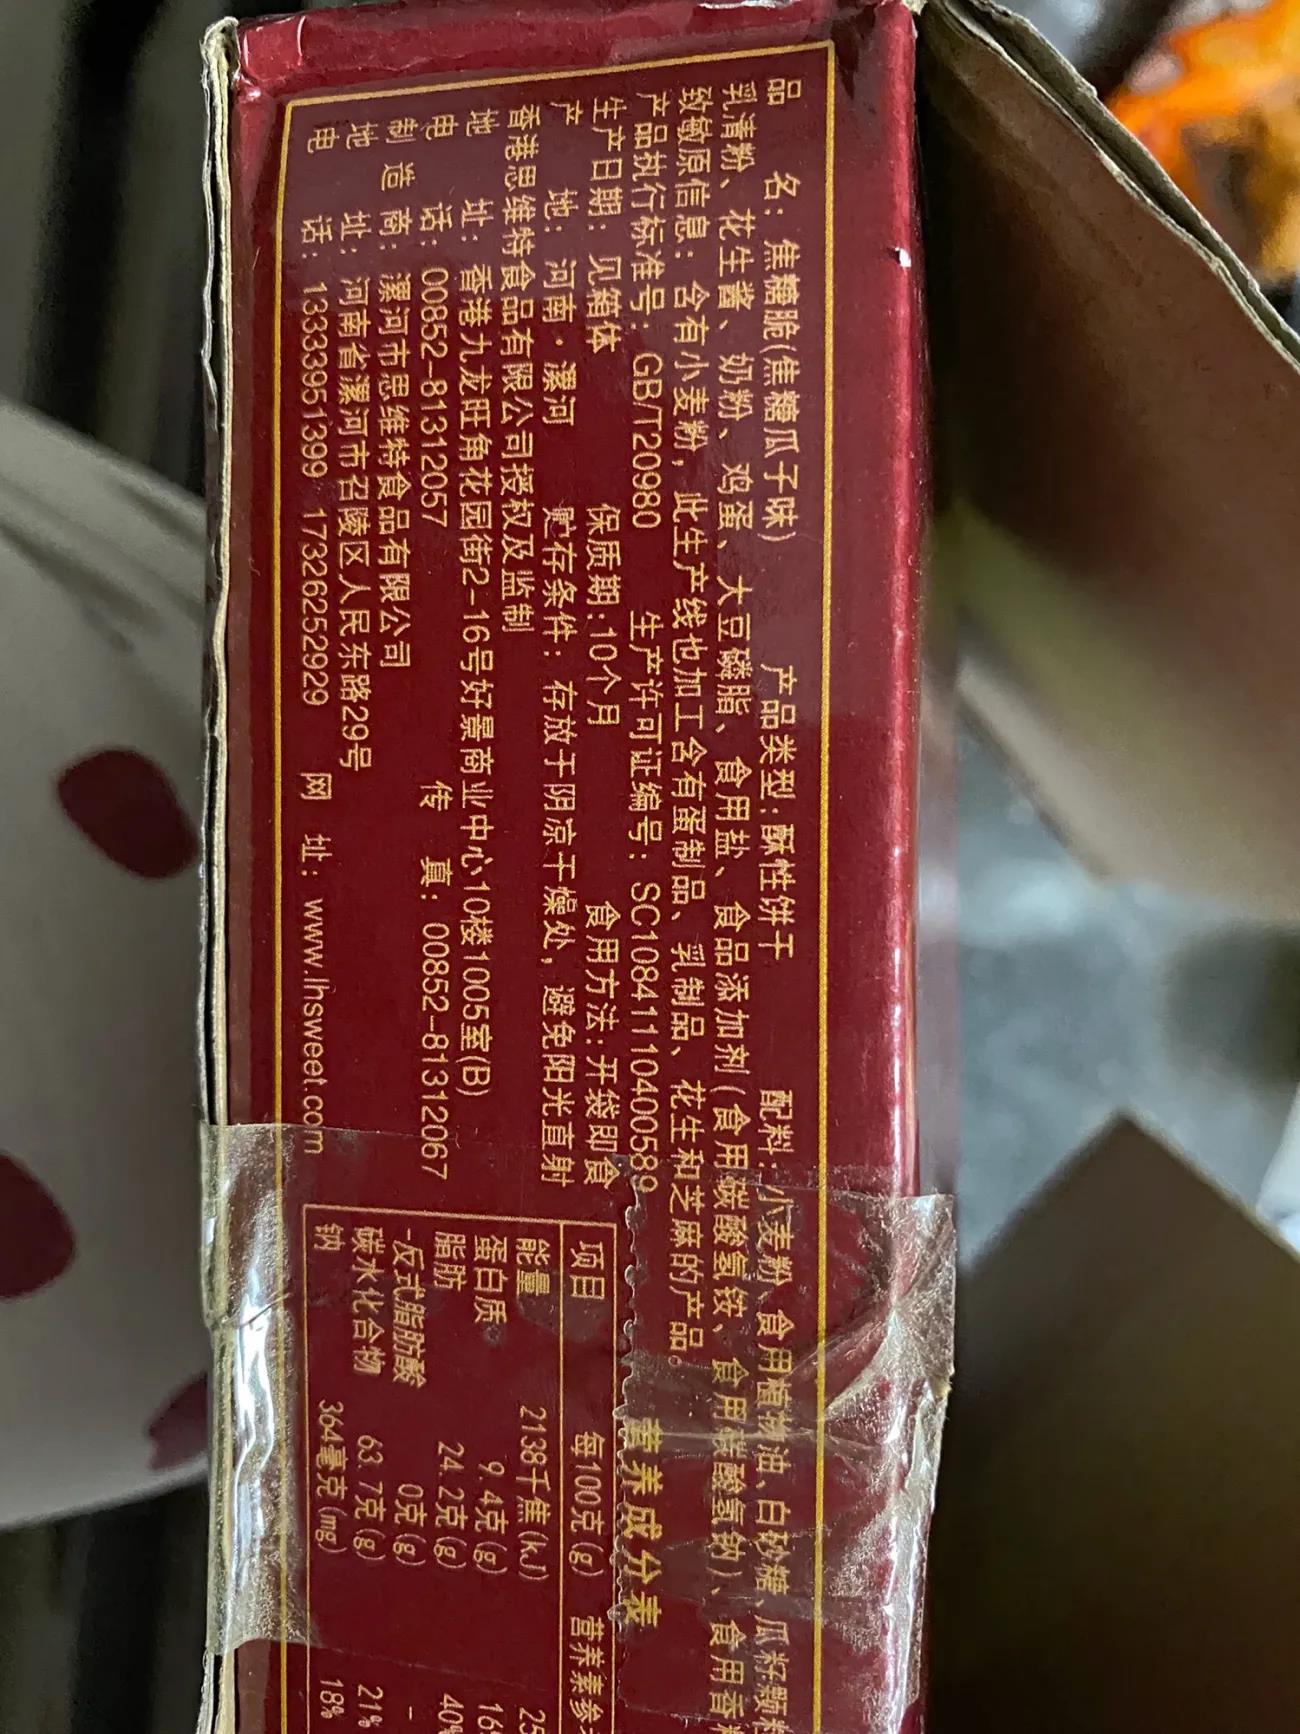 品 名: 焦糖脆(焦糖瓜子味) 产品类型:酥性饼干 配料:小麦粉、食用植物油、白砂糖、瓜籽颗
乳清粉、花生酱、奶粉、鸡蛋、大豆磷脂、食用盐、食品添加剂(食用碳酸氢铵、食用碳酸氢钠)、食用香
致敏原信息: 含有小麦粉, 此生产线也加工含有蛋制品、乳制品、花生和芝麻的产品。
产品执行标准号: GB/T20980 生产许可证编号: SC10841110400589
生产日期: 见箱体 保质期:10个月 食用方法:开袋即食
产 地: 河南·漯河 贮存条件: 存放于阴凉干燥处, 避免阳光直射
香港思维特食品有限公司授权及监制
地 址: 香港九龙旺角花园街2-16号好景商业中心10楼1005室(B)
电 话: 00852-81312057 传 真: 00852-81312067
制 造 商: 漯河市思维特食品有限公司
地 址: 河南省漯河市召陵区人民东路29号
电 话: 13333951399 17326252929 网 址: www.lhsweet.com
营养成分表
项目 每100克(g) 营养素参
能量 2138千焦(kJ) 25
蛋白质 9.4克(g) 16
脂肪 24.2克(g) 40%
-反式脂肪酸 0克(g) -
碳水化合物 63.7克(g) 21%
钠 364毫克(mg) 18%